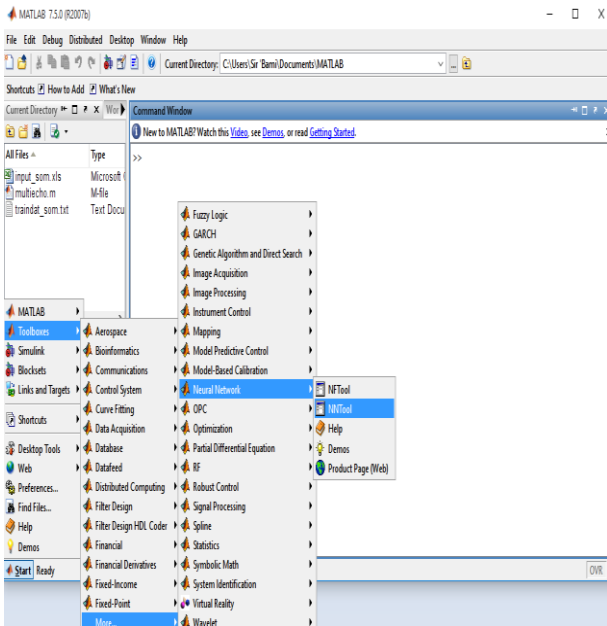 MATLAB 7.5.0 (R2007b)
File Edit Debug Distributed Desktop Window Help
Current Directory: C:\Users\Sir 'Bami\Documents\MATLAB
Shortcuts How to Add What's New
Current Directory
Wor
Command Window
New to MATLAB? Watch this Video, see Demos, or read Getting Started.
All Files Type
>>
input_som.xls Microsoft
multiecho.m M-file
traindat_som.txt Text Docu
MATLAB
Toolboxes
Simulink
Blocksets
Links and Targets
Shortcuts
Desktop Tools
Web
Preferences...
Find Files...
Help
Demos
Start Ready
OVR
Aerospace
Bioinformatics
Communications
Control System
Curve Fitting
Data Acquisition
Database
Datafeed
Distributed Computing
Filter Design
Filter Design HDL Coder
Financial
Financial Derivatives
Fixed-Income
Fixed-Point
More...
Fuzzy Logic
GARCH
Genetic Algorithm and Direct Search
Image Acquisition
Image Processing
Instrument Control
Mapping
Model Predictive Control
Model-Based Calibration
Neural Network
OPC
Optimization
Partial Differential Equation
RF
Robust Control
Signal Processing
Spline
Statistics
Symbolic Math
System Identification
Virtual Reality
Wavelet
NFTool
NNTool
Help
Demos
Product Page (Web)